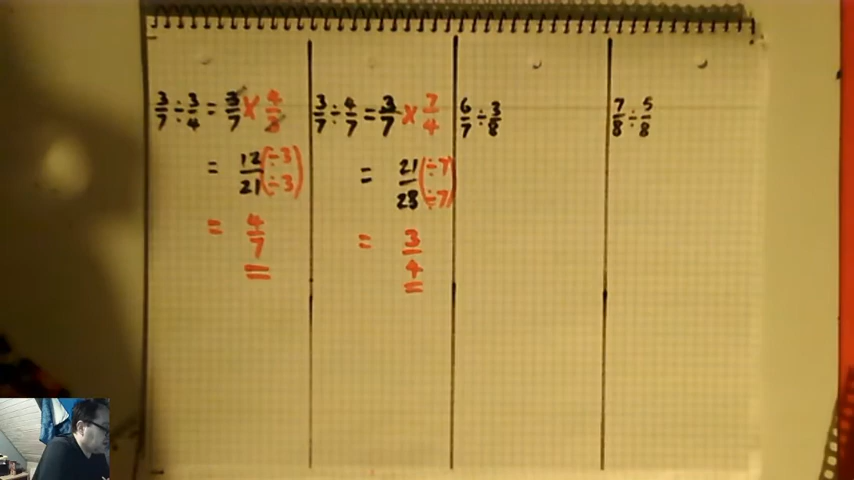 3/7 ÷ 3/4 = 3/7 × 4/3
= 12/21 (÷3/÷3)
= 4/7
3/7 ÷ 4/7 = 3/7 × 7/4
= 21/28 (÷7/÷7)
= 3/4
6/7 ÷ 3/8
7/8 ÷ 5/8